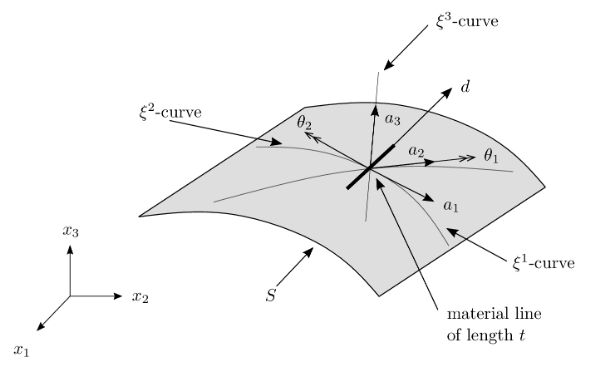 ξ³-curve
d
ξ²-curve
θ₂
a₃
a₂
θ₁
a₁
x₃
ξ¹-curve
x₂
S
material line
of length t
x₁